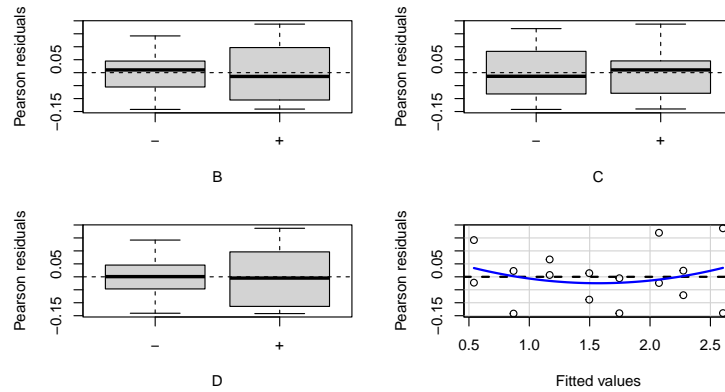 Pearson residuals
0.05
−0.15
− +
B
Pearson residuals
0.05
−0.15
− +
C
Pearson residuals
0.05
−0.15
− +
D
Pearson residuals
0.05
−0.15
0.5 1.0 1.5 2.0 2.5
Fitted values